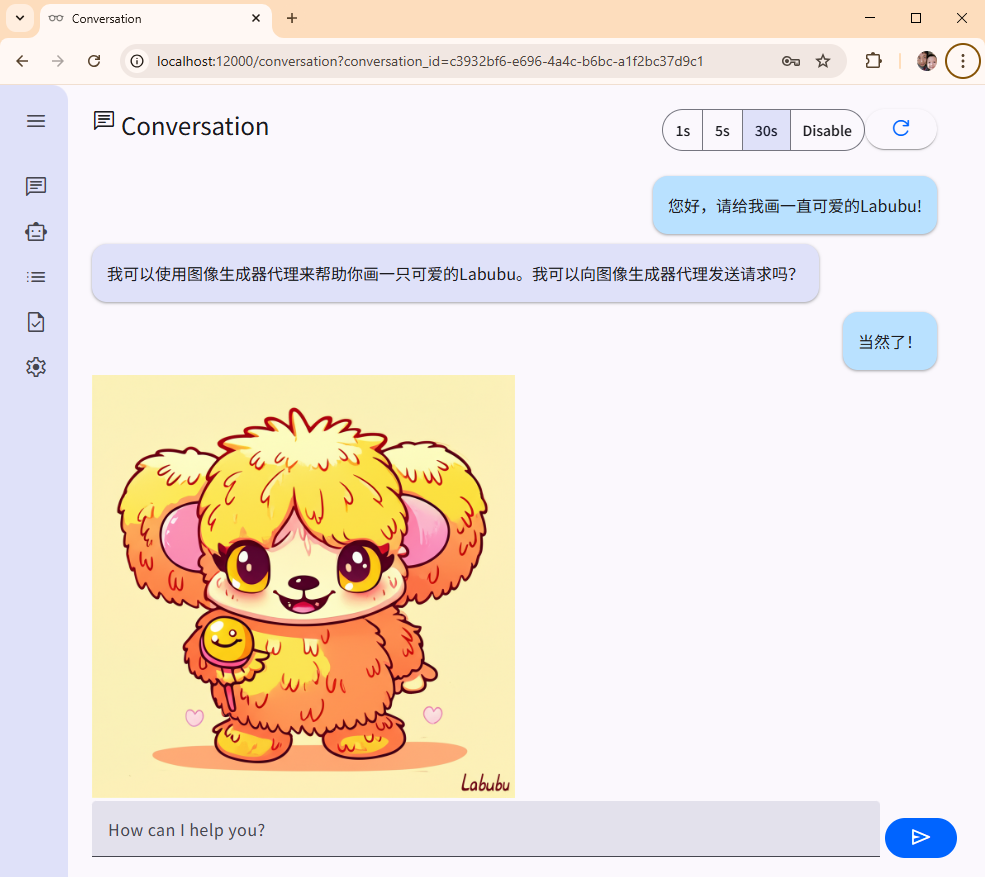 Conversation
localhost:12000/conversation?conversation_id=c3932bf6-e696-4a4c-b6bc-a1f2bc37d9c1
Conversation
1s 5s 30s Disable
您好，请给我画一直可爱的Labubu!
我可以使用图像生成器代理来帮助你画一只可爱的Labubu。我可以向图像生成器代理发送请求吗？
当然了！
Labubu
How can I help you?